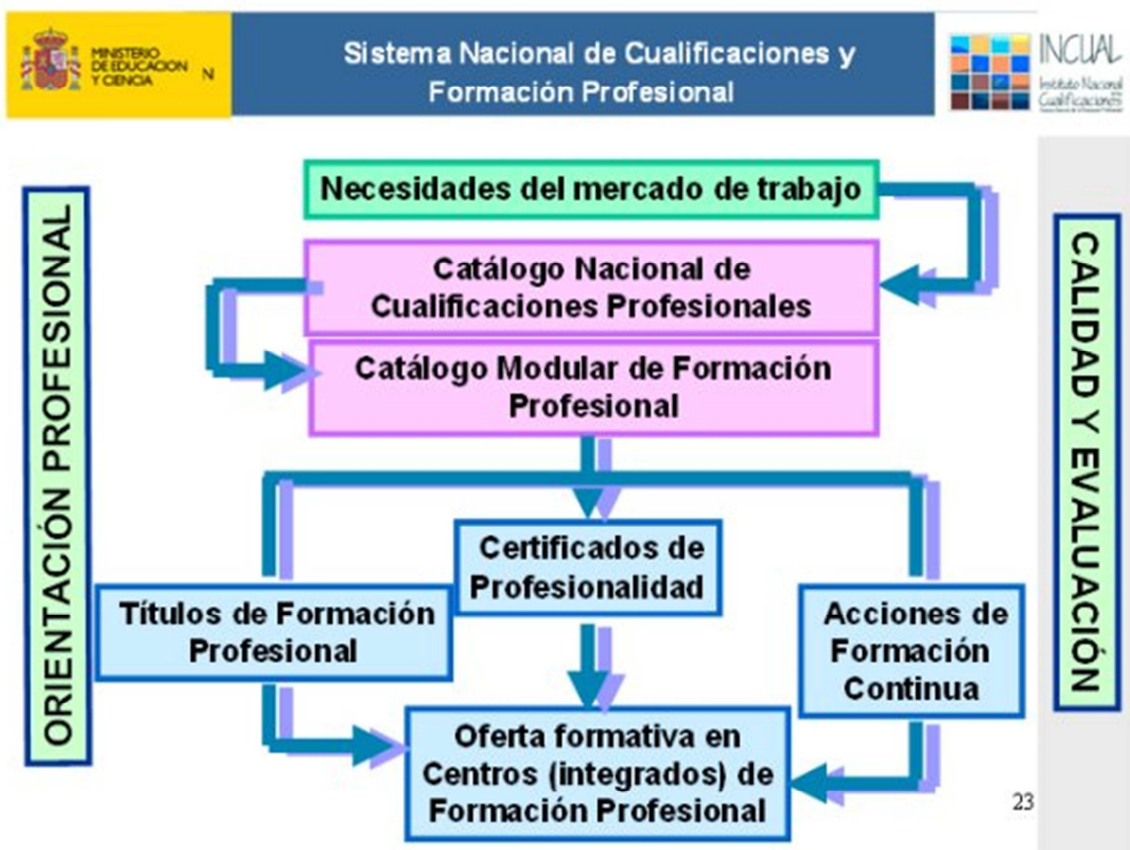 MINISTERIO
DE EDUCACION
Y CIENCIA
N
Sistema Nacional de Cualificaciones y
Formación Profesional
INCUAL
Instituto Nacional
Cualificaciones
ORIENTACIÓN PROFESIONAL
Necesidades del mercado de trabajo
Catálogo Nacional de
Cualificaciones Profesionales
Catálogo Modular de Formación
Profesional
Certificados de
Profesionalidad
Títulos de Formación
Profesional
Acciones de
Formación
Continua
Oferta formativa en
Centros (integrados) de
Formación Profesional
CALIDAD Y EVALUACIÓN
23